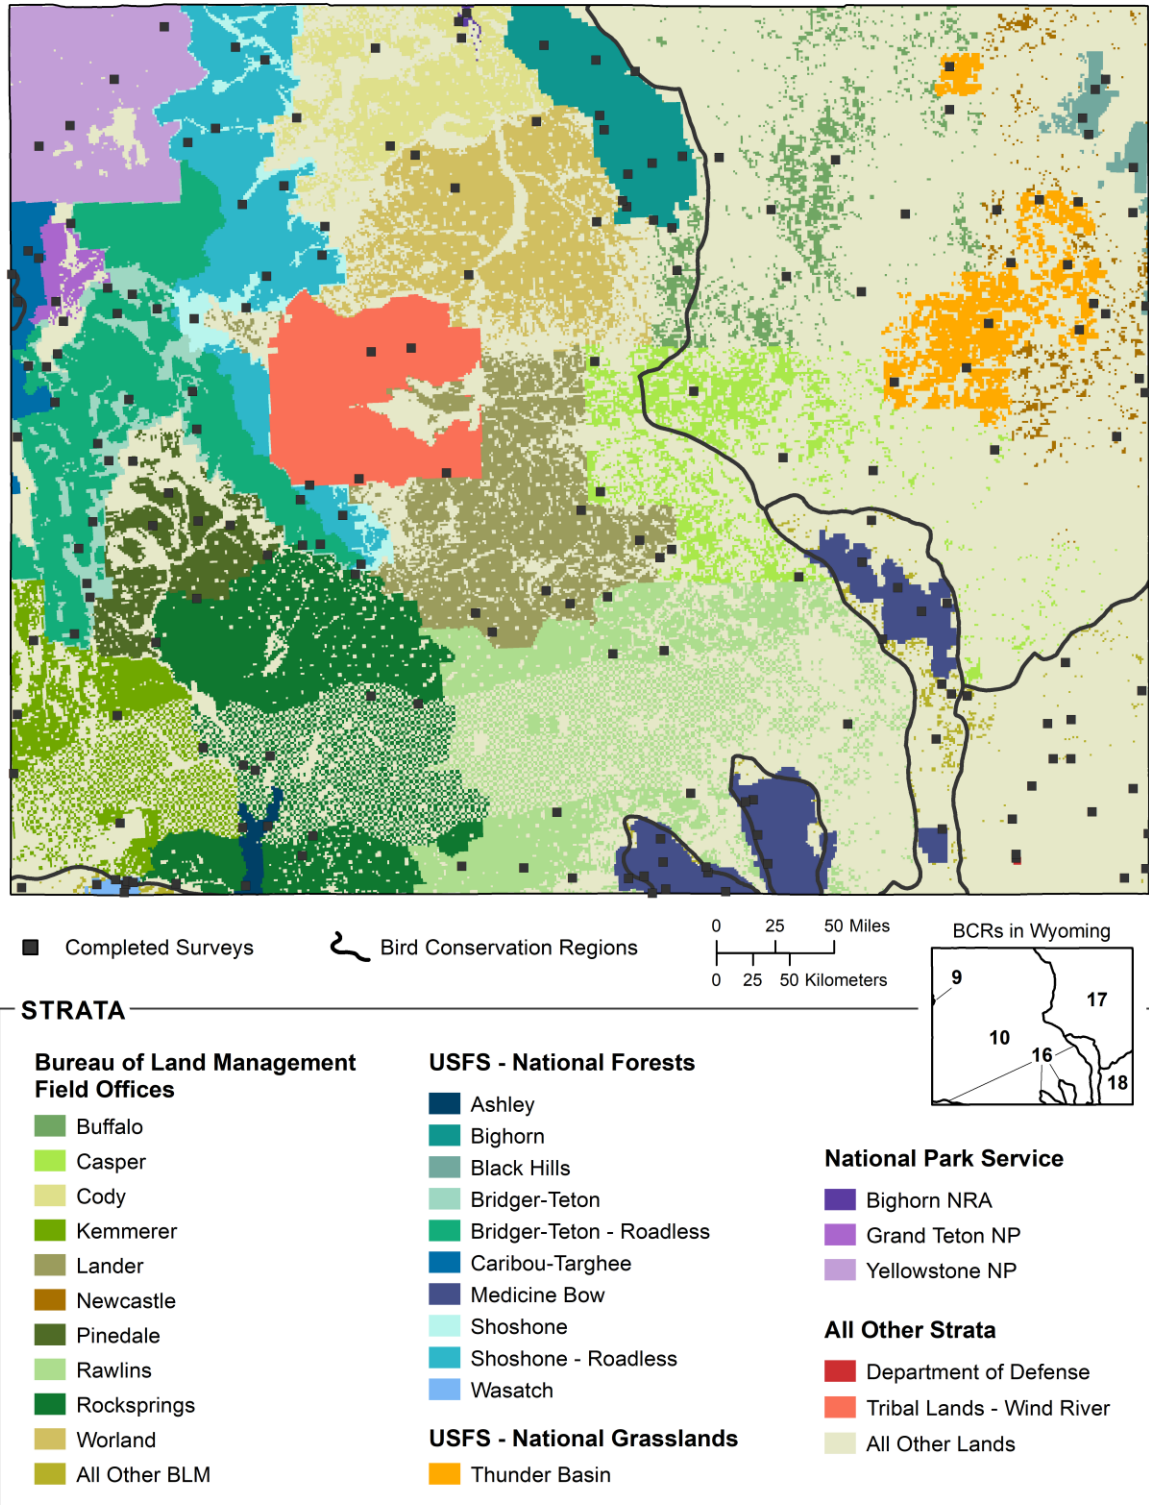 Completed Surveys
Bird Conservation Regions
0 25 50 Miles
0 25 50 Kilometers
BCRs in Wyoming
9
17
10
16
18
STRATA
Bureau of Land Management
Field Offices
Buffalo
Casper
Cody
Kemmerer
Lander
Newcastle
Pinedale
Rawlins
Rocksprings
Worland
All Other BLM
USFS - National Forests
Ashley
Bighorn
Black Hills
Bridger-Teton
Bridger-Teton - Roadless
Caribou-Targhee
Medicine Bow
Shoshone
Shoshone - Roadless
Wasatch
USFS - National Grasslands
Thunder Basin
National Park Service
Bighorn NRA
Grand Teton NP
Yellowstone NP
All Other Strata
Department of Defense
Tribal Lands - Wind River
All Other Lands